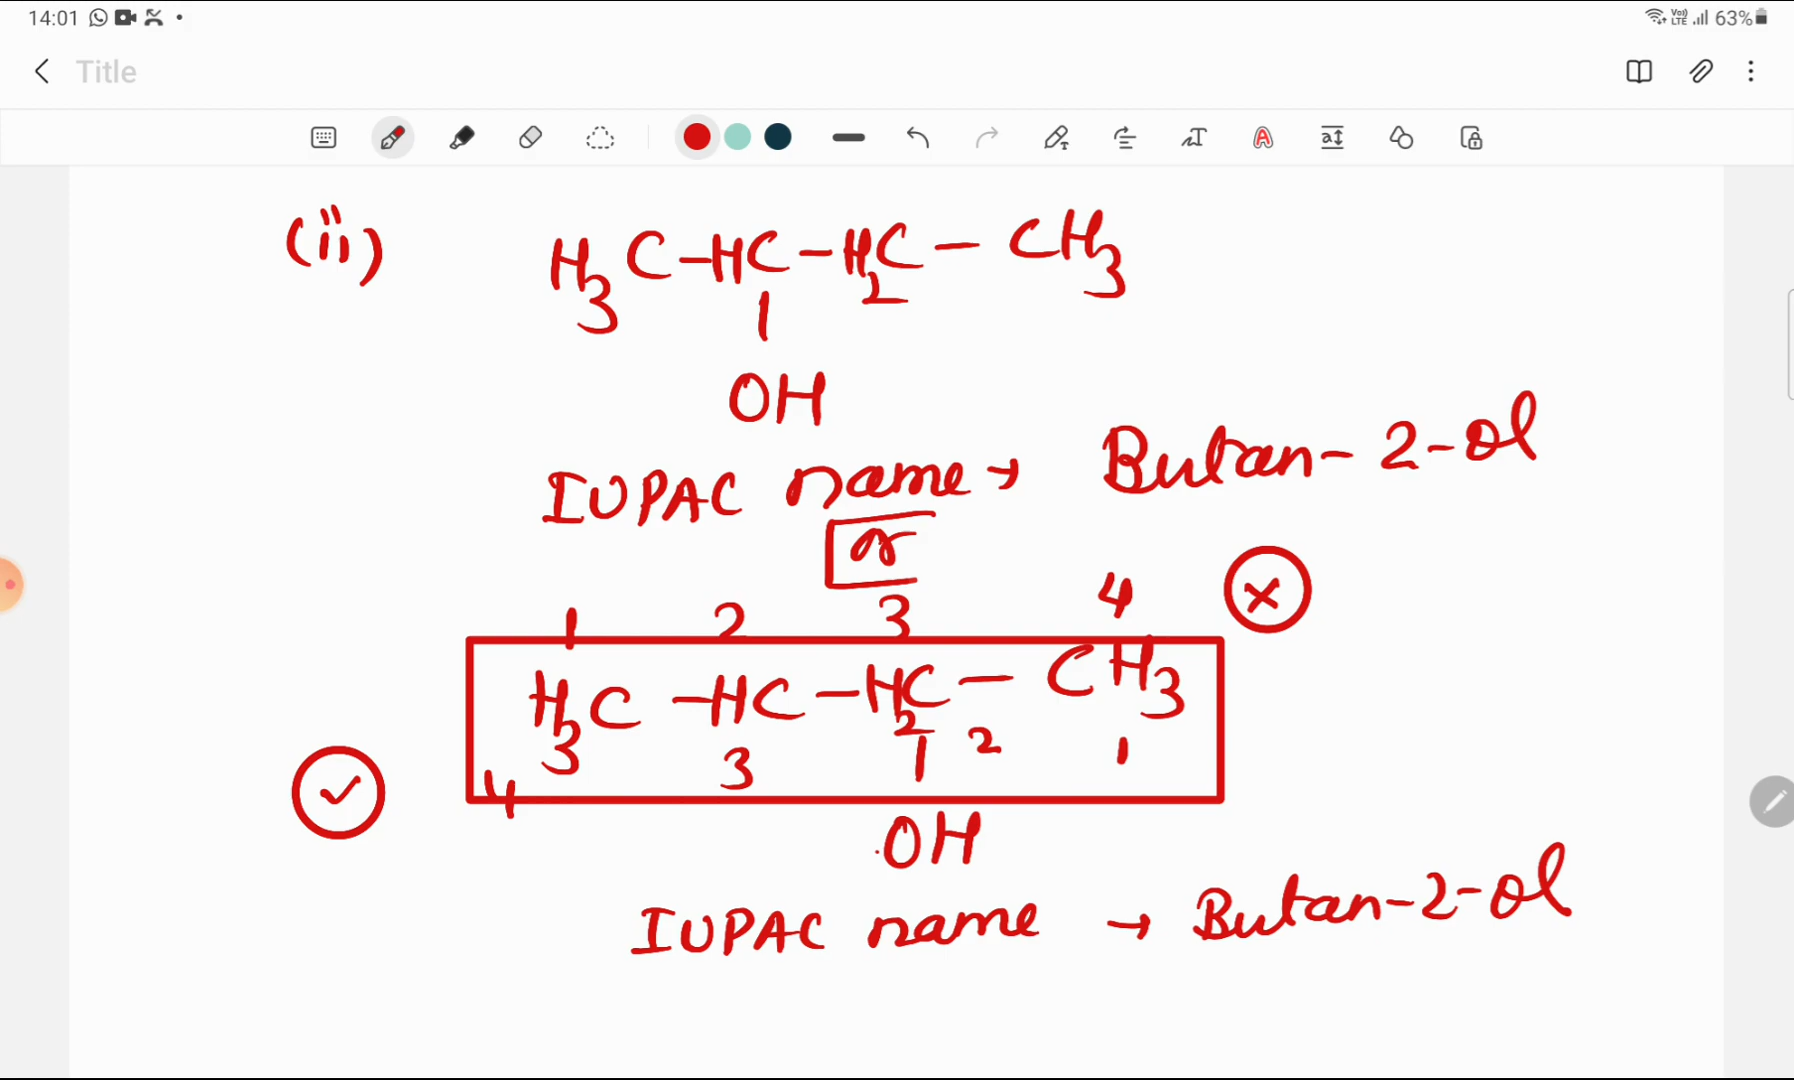 14:01 63%
Title
(ii) H3C-HC-H2C-CH3
OH
IUPAC name → Butan-2-ol
or
1 2 3 4
H3C-HC-H2C-CH3
4 3 2 1
OH
IUPAC name → Butan-2-ol